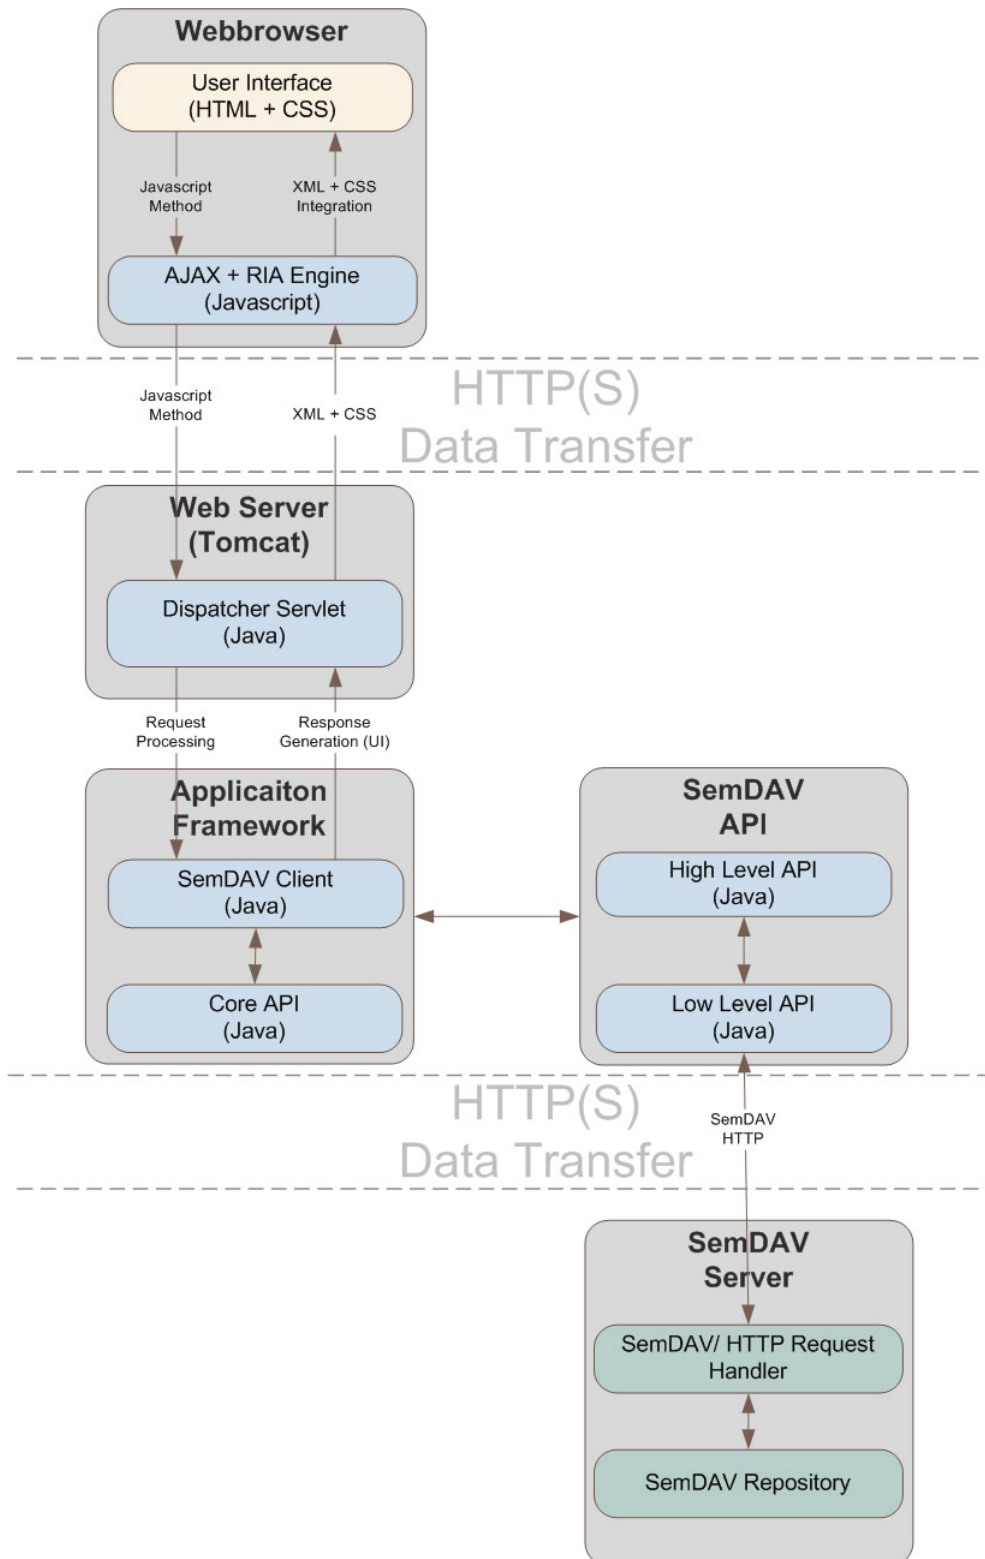 Webbrowser
User Interface
(HTML + CSS)
Javascript
Method
XML + CSS
Integration
AJAX + RIA Engine
(Javascript)
HTTP(S)
Data Transfer
Javascript
Method
XML + CSS
Web Server
(Tomcat)
Dispatcher Servlet
(Java)
Request
Processing
Response
Generation (UI)
Applicaiton
Framework
SemDAV Client
(Java)
Core API
(Java)
SemDAV
API
High Level API
(Java)
Low Level API
(Java)
HTTP(S)
Data Transfer
SemDAV
HTTP
SemDAV
Server
SemDAV/ HTTP Request
Handler
SemDAV Repository